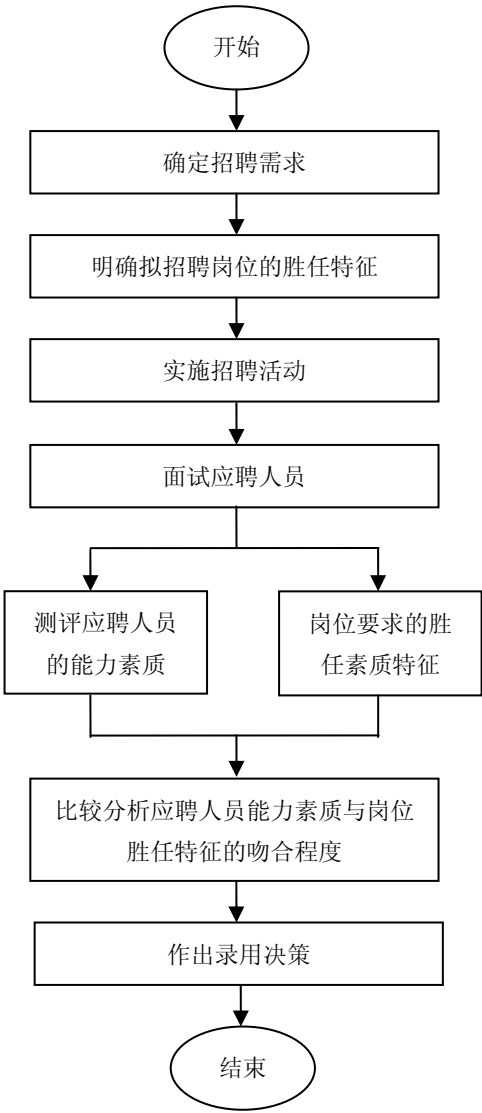 开始
确定招聘需求
明确拟招聘岗位的胜任特征
实施招聘活动
面试应聘人员
测评应聘人员
的能力素质
岗位要求的胜
任素质特征
比较分析应聘人员能力素质与岗位
胜任特征的吻合程度
作出录用决策
结束